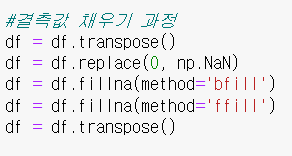 #결측값 채우기 과정
df = df.transpose()
df = df.replace(0, np.NaN)
df = df.fillna(method='bfill')
df = df.fillna(method='ffill')
df = df.transpose()